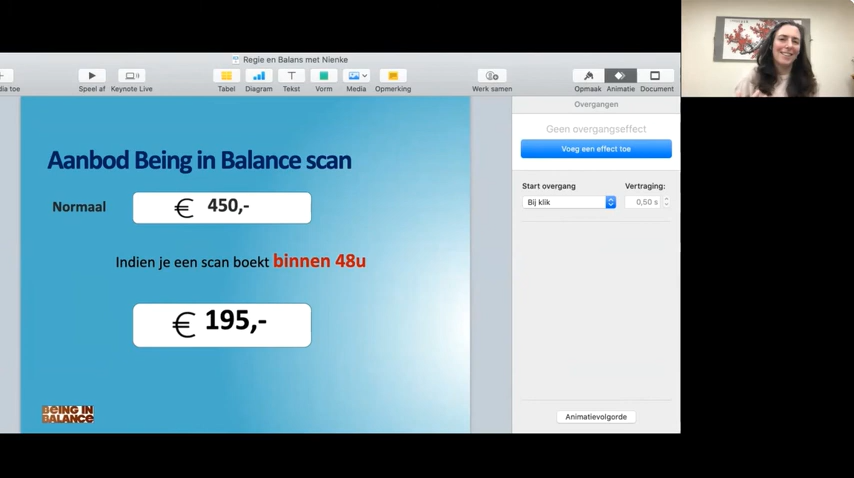 Regie en Balans met Nienke
dia toe
Speel af
Keynote Live
Tabel
Diagram
Tekst
Vorm
Media
Opmerking
Werk samen
Opmaak
Animatie
Document
Overgangen
Geen overgangseffect
Voeg een effect toe
Start overgang
Vertraging:
Bij klik
0,50 s
Aanbod Being in Balance scan
Normaal
€ 450,-
Indien je een scan boekt binnen 48u
€ 195,-
BEING IN
BALANCE
Animatievolgorde